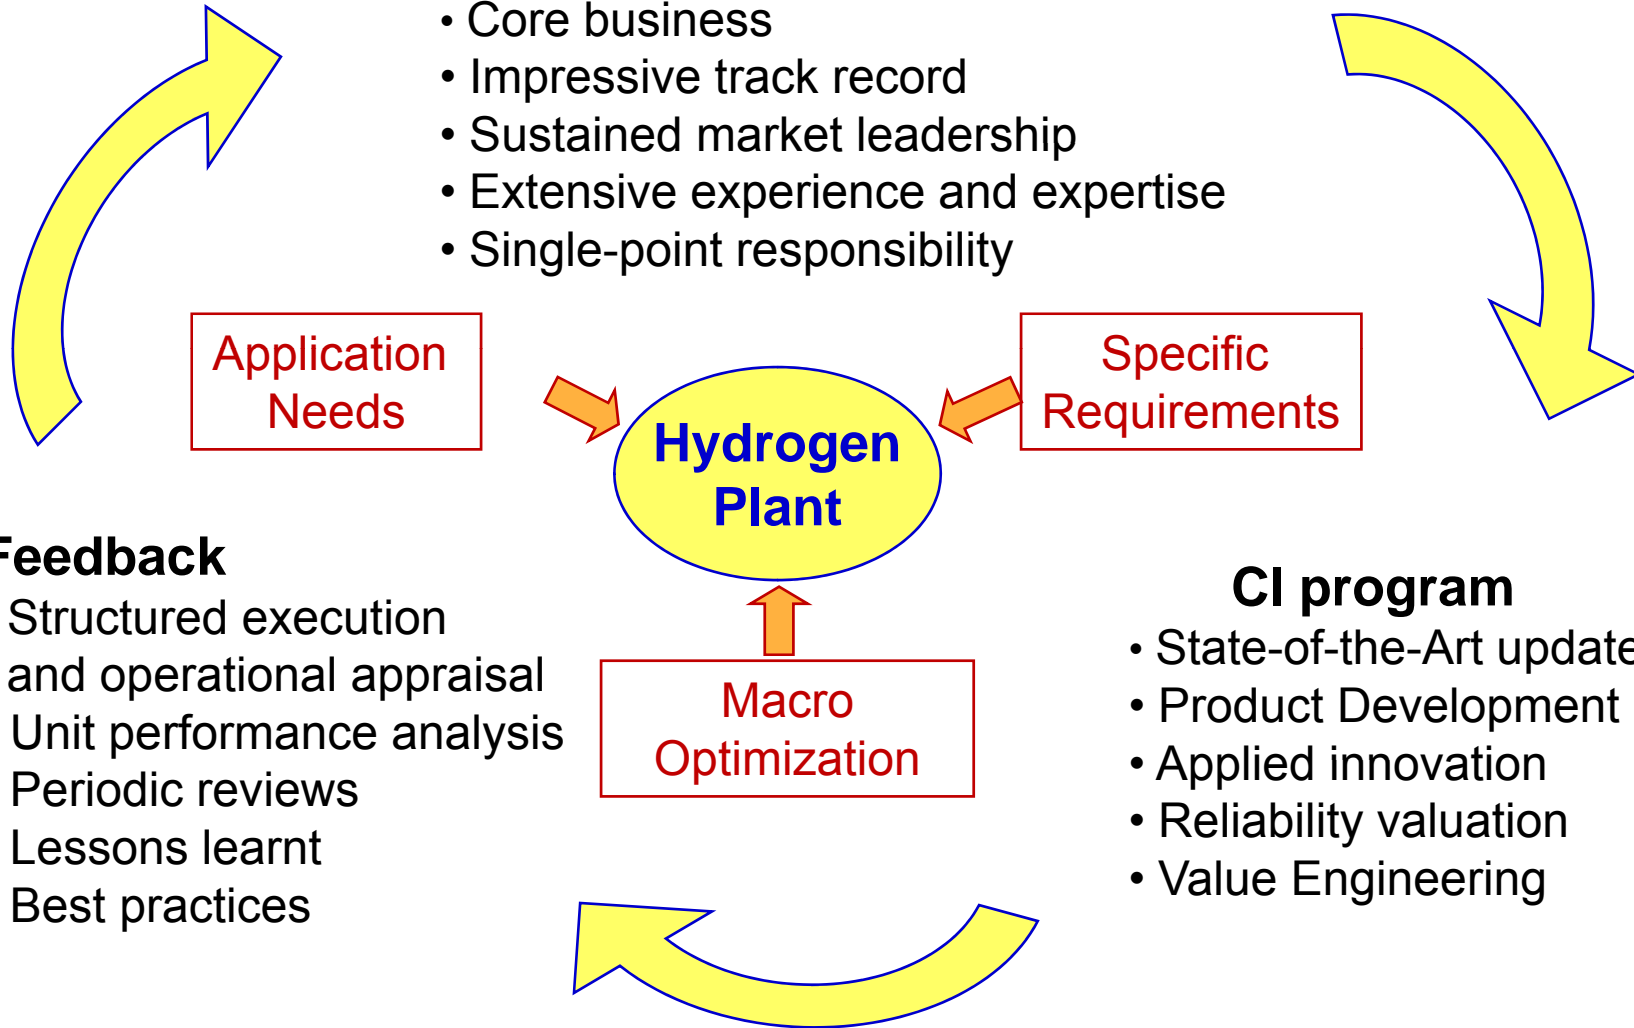 • Core business
• Impressive track record
• Sustained market leadership
• Extensive experience and expertise
• Single-point responsibility
Application
Needs
Specific
Requirements
Hydrogen
Plant
Feedback
Structured execution
and operational appraisal
Unit performance analysis
Periodic reviews
Lessons learnt
Best practices
Macro
Optimization
CI program
• State-of-the-Art update
• Product Development
• Applied innovation
• Reliability valuation
• Value Engineering